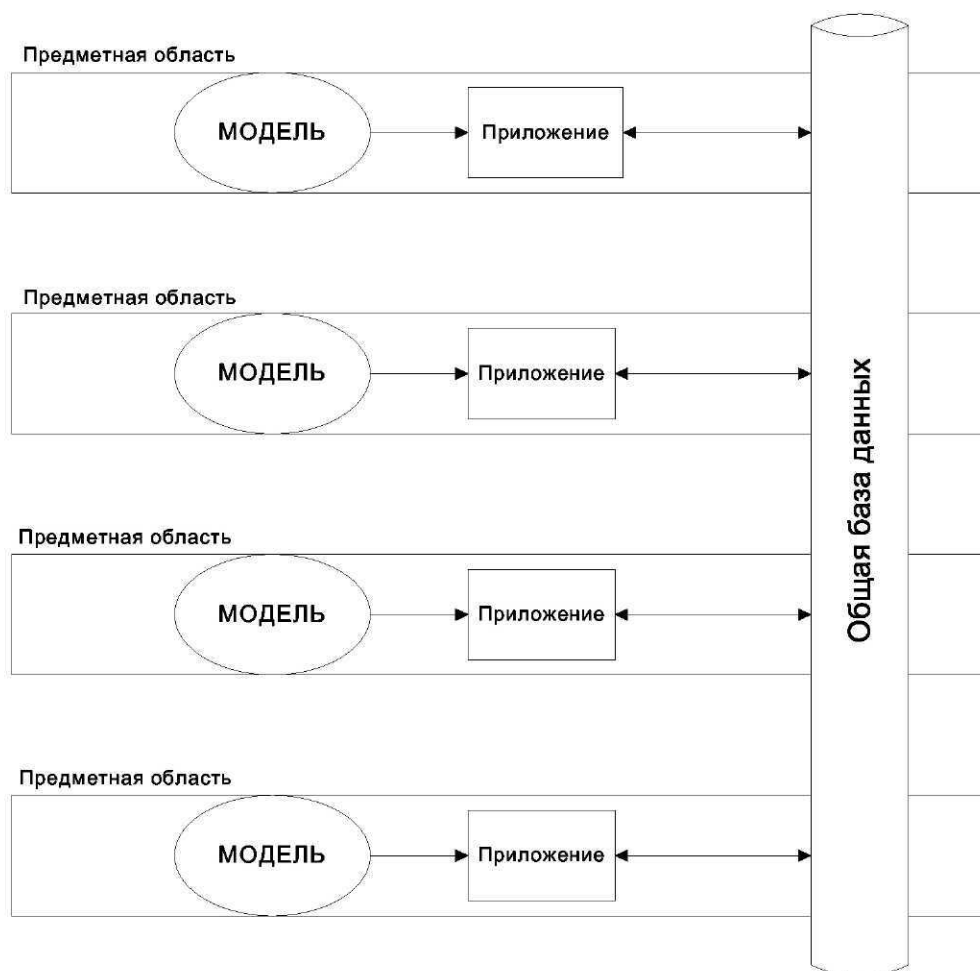 Предметная область
МОДЕЛЬ
Приложение
Предметная область
МОДЕЛЬ
Приложение
Предметная область
МОДЕЛЬ
Приложение
Предметная область
МОДЕЛЬ
Приложение
Общая база данных